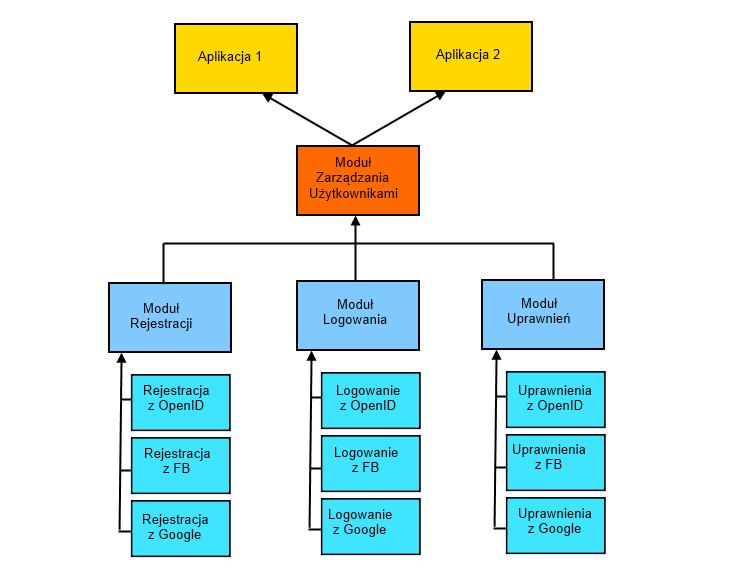 Aplikacja 1
Aplikacja 2
Moduł
Zarządzania
Użytkownikami
Moduł
Rejestracji
Moduł
Logowania
Moduł
Uprawnień
Rejestracja
z OpenID
Rejestracja
z FB
Rejestracja
z Google
Logowanie
z OpenID
Logowanie
z FB
Logowanie
z Google
Uprawnienia
z OpenID
Uprawnienia
z FB
Uprawnienia
z Google